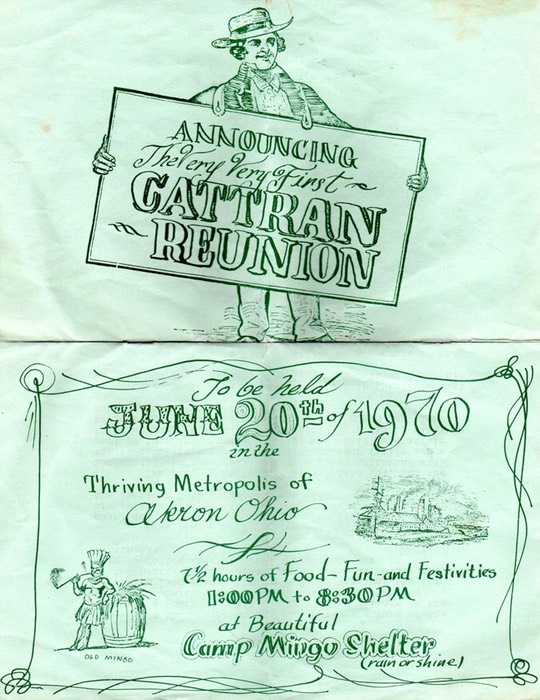 ANNOUNCING
The Very Very First
CATTRAN
REUNION
To be held
JUNE 20th of 1970
in the
Thriving Metropolis of
Akron Ohio
7½ hours of Food-Fun-and Festivities
1:00PM to 8:30PM
at Beautiful
Camp Mingo Shelter
(rain or shine!)
OLD MINGO